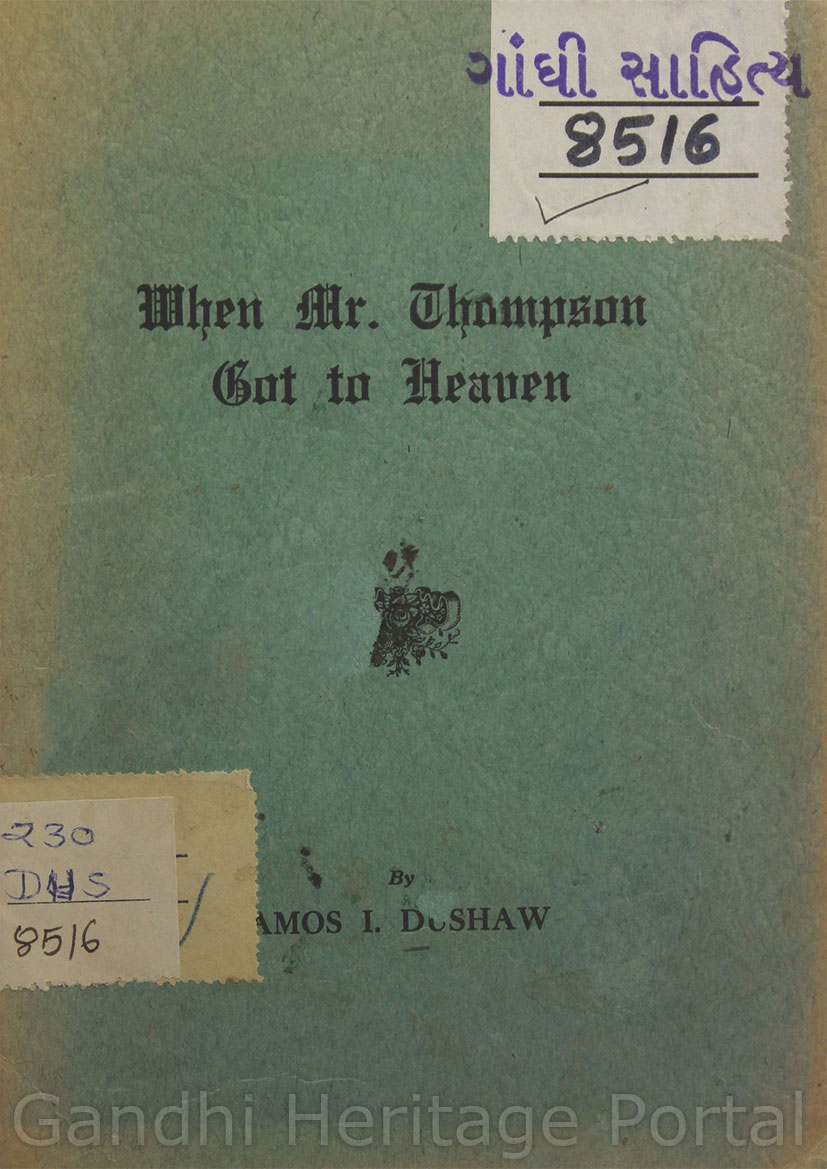 ગાંધી સાહિત્ય
8516
When Mr. Thompson
Got to Heaven
230
DHS
8516
By
AMOS I. DUSHAW
Gandhi Heritage Portal